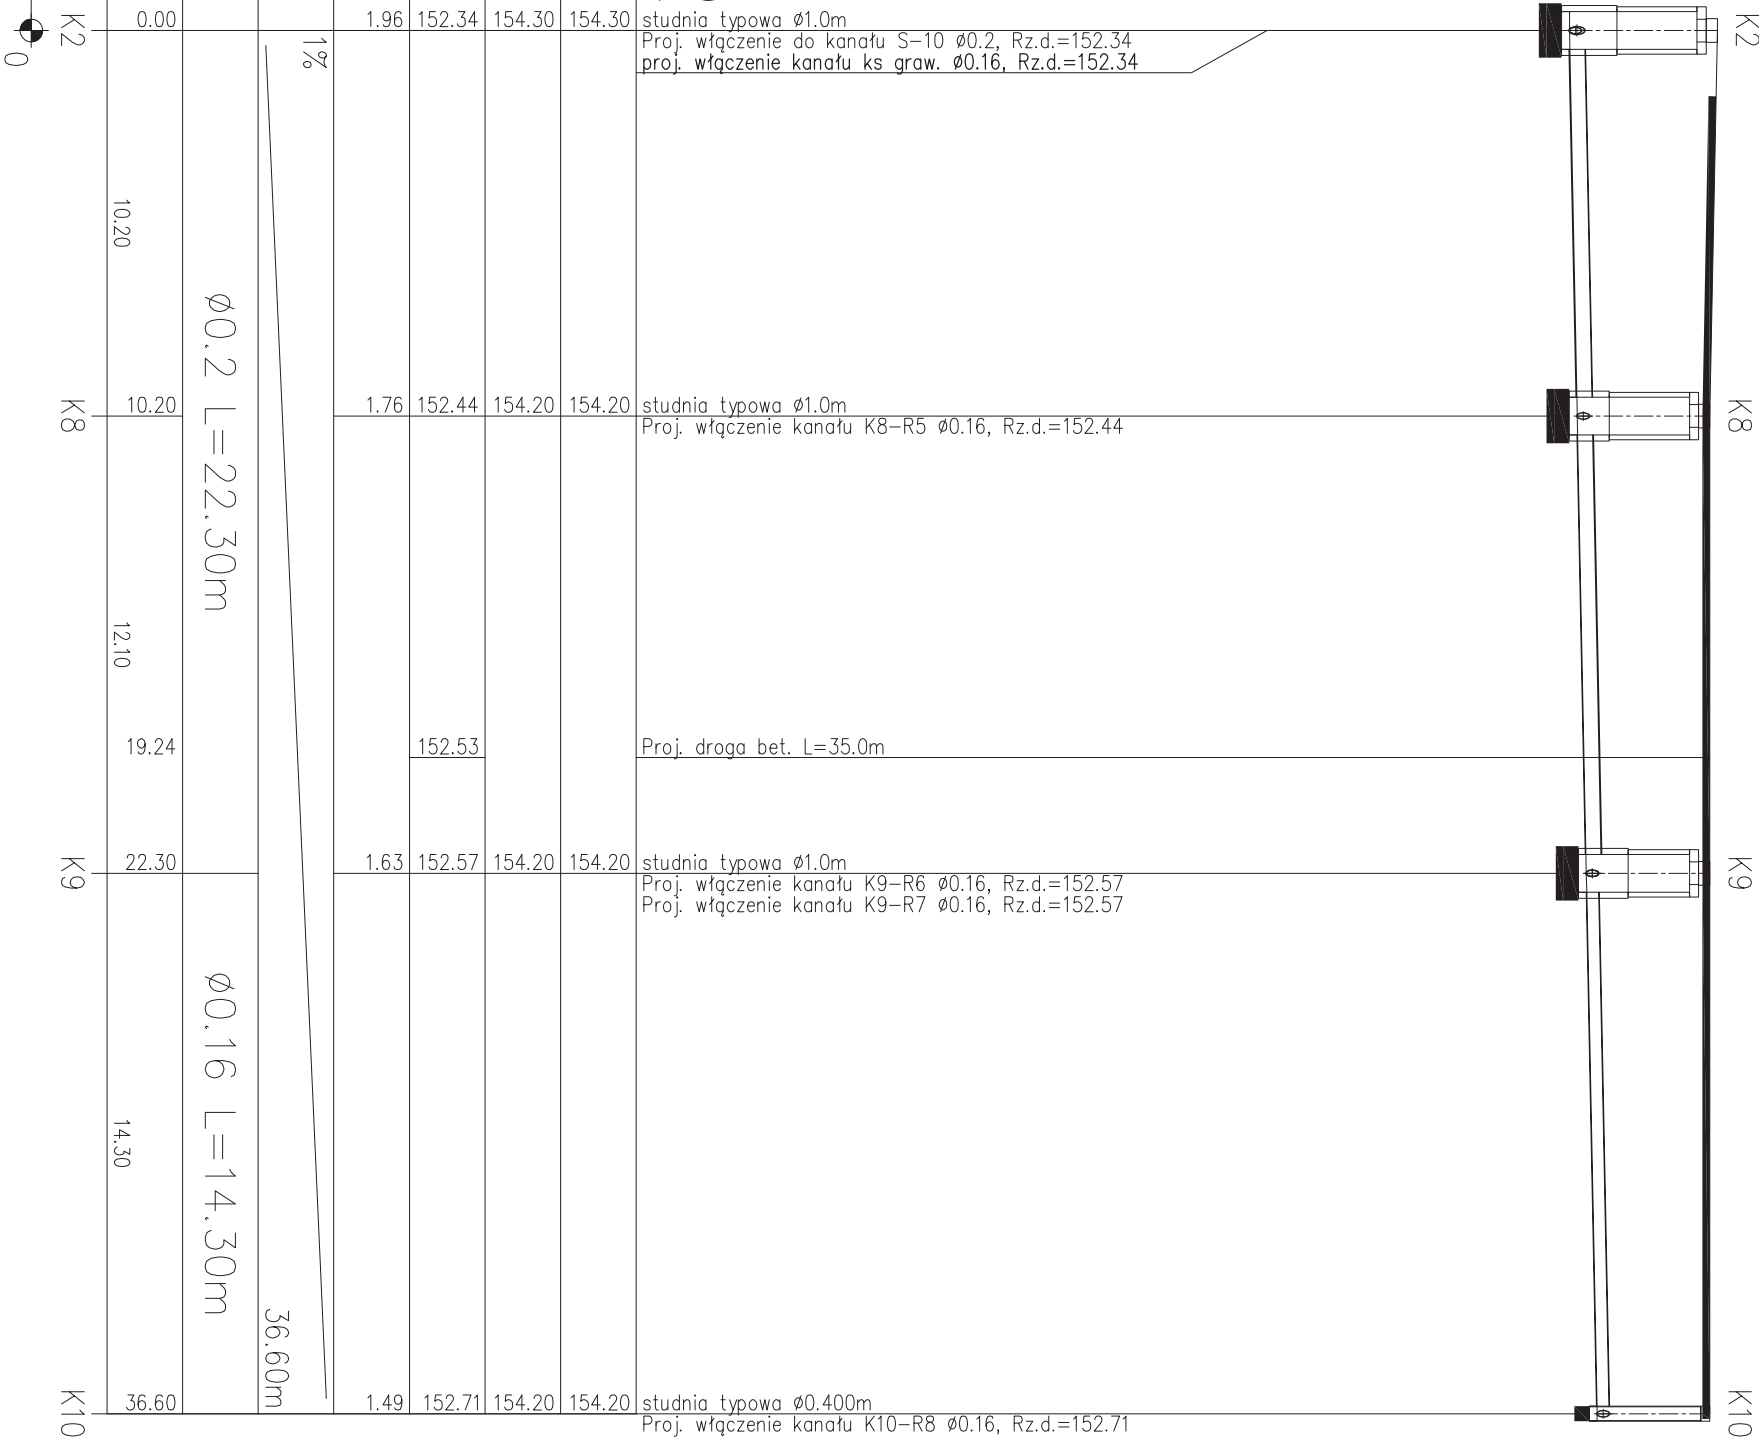 K2
0
0.00
1.96
152.34
154.30
154.30
studnia typowa ø1.0m
Proj. włączenie do kanału S-10 ø0.2, Rz.d.=152.34
proj. włączenie kanału ks graw. ø0.16, Rz.d.=152.34
K2
1%
10.20
Ø0.2 L=22.30m
K8
10.20
1.76
152.44
154.20
154.20
studnia typowa ø1.0m
Proj. włączenie kanału K8-R5 ø0.16, Rz.d.=152.44
K8
12.10
19.24
152.53
Proj. droga bet. L=35.0m
K9
22.30
1.63
152.57
154.20
154.20
studnia typowa ø1.0m
Proj. włączenie kanału K9-R6 ø0.16, Rz.d.=152.57
Proj. włączenie kanału K9-R7 ø0.16, Rz.d.=152.57
K9
Ø0.16 L=14.30m
14.30
36.60m
K10
36.60
1.49
152.71
154.20
154.20
studnia typowa ø0.400m
Proj. włączenie kanału K10-R8 ø0.16, Rz.d.=152.71
K10